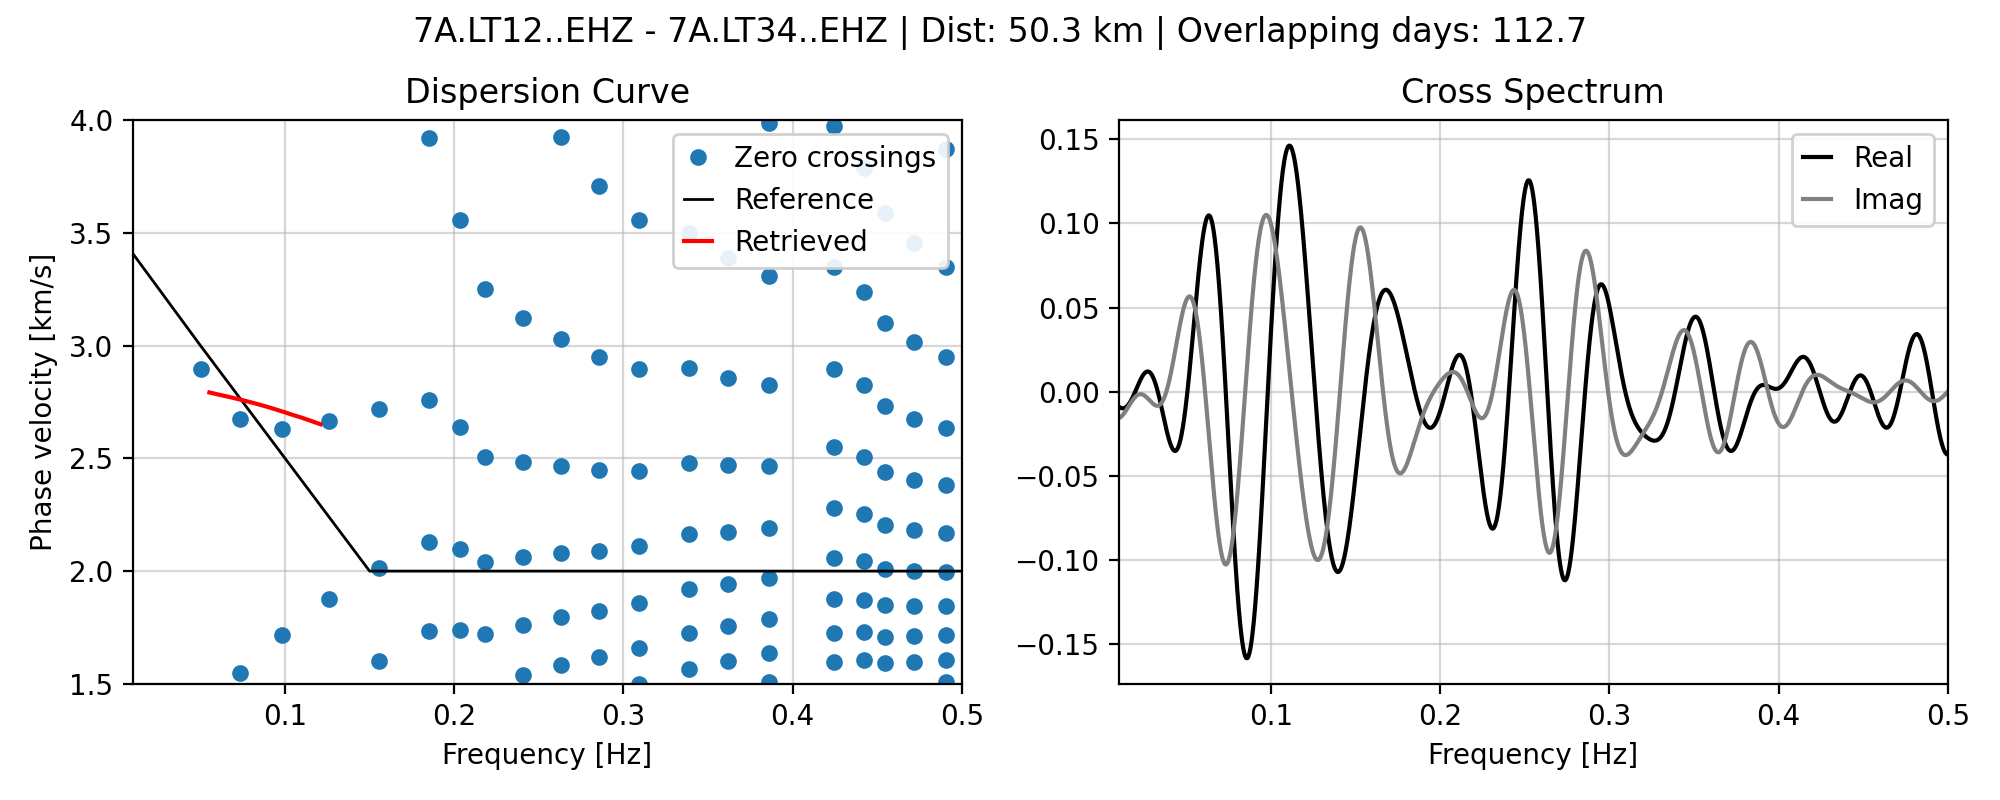 7A.LT12..EHZ - 7A.LT34..EHZ | Dist: 50.3 km | Overlapping days: 112.7
Dispersion Curve
Phase velocity [km/s]
4.0
3.5
3.0
2.5
2.0
1.5
0.1
0.2
0.3
0.4
0.5
Frequency [Hz]
Zero crossings
Reference
Retrieved
Cross Spectrum
0.15
0.10
0.05
0.00
−0.05
−0.10
−0.15
0.1
0.2
0.3
0.4
0.5
Frequency [Hz]
Real
Imag